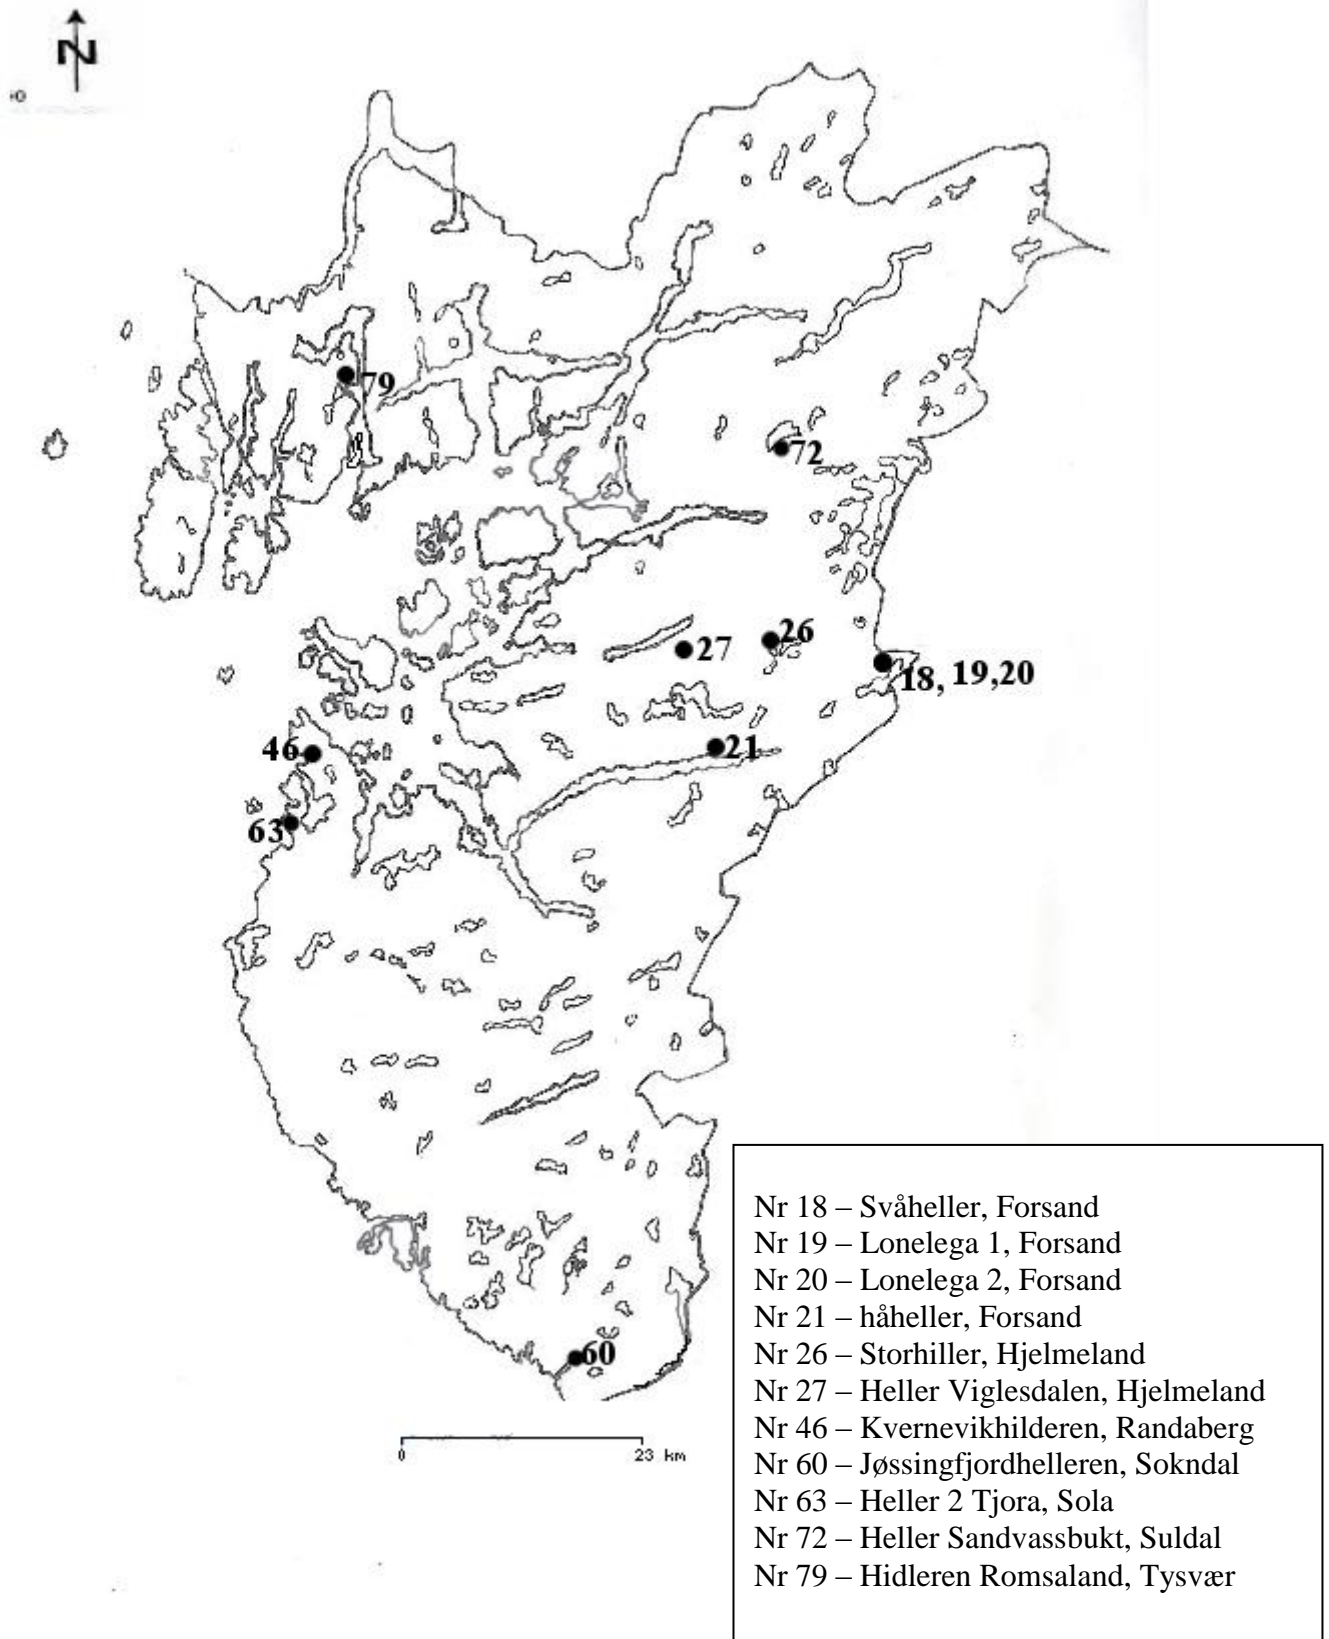 N
79
72
26
27
18, 19,20
21
46
63
60
0 23 km
Nr 18 – Svåheller, Forsand
Nr 19 – Lonelega 1, Forsand
Nr 20 – Lonelega 2, Forsand
Nr 21 – håheller, Forsand
Nr 26 – Storhiller, Hjelmeland
Nr 27 – Heller Viglesdalen, Hjelmeland
Nr 46 – Kvernevikhilderen, Randaberg
Nr 60 – Jøssingfjordhelleren, Sokndal
Nr 63 – Heller 2 Tjora, Sola
Nr 72 – Heller Sandvassbukt, Suldal
Nr 79 – Hidleren Romsaland, Tysvær